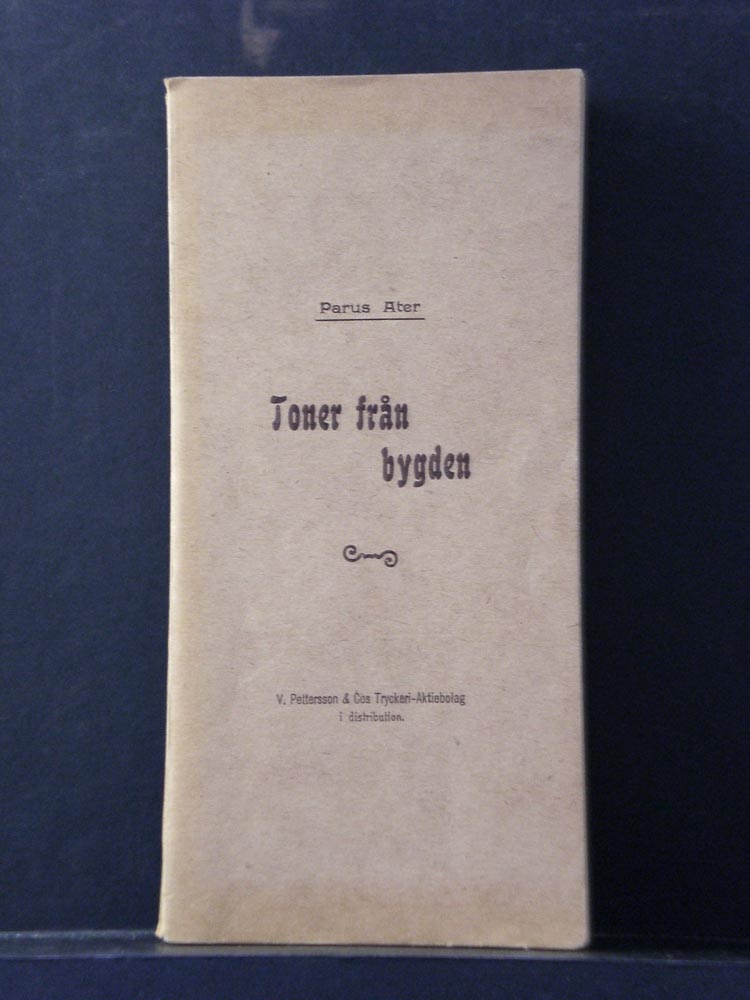 Parus Ater
Toner från
bygden
V. Pettersson & Cos Tryckeri-Aktiebolag
i distribution.